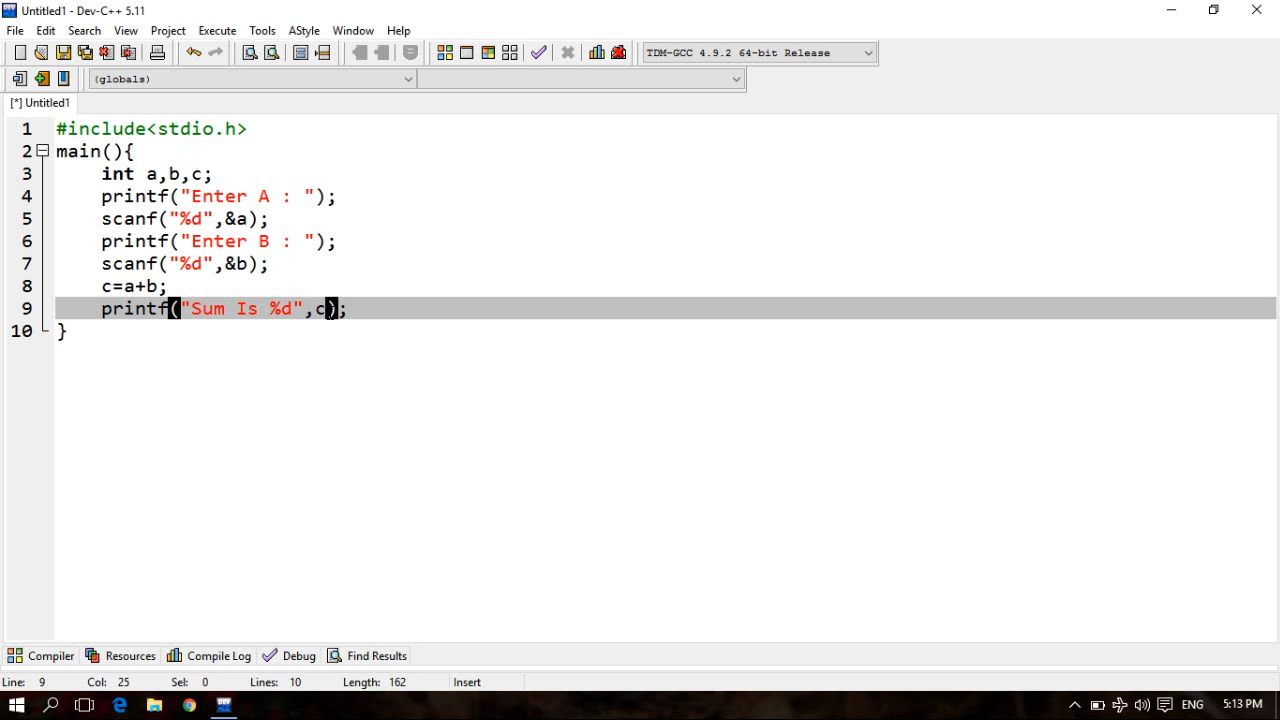 Untitled1 - Dev-C++ 5.11
File Edit Search View Project Execute Tools AStyle Window Help
TDM-GCC 4.9.2 64-bit Release
(globals)
[*] Untitled1
1 #include<stdio.h>
2 main(){
3 int a,b,c;
4 printf("Enter A : ");
5 scanf("%d",&a);
6 printf("Enter B : ");
7 scanf("%d",&b);
8 c=a+b;
9 printf("Sum Is %d",c);
10 }
Compiler Resources Compile Log Debug Find Results
Line: 9 Col: 25 Sel: 0 Lines: 10 Length: 162 Insert
DEV ENG 5:13 PM